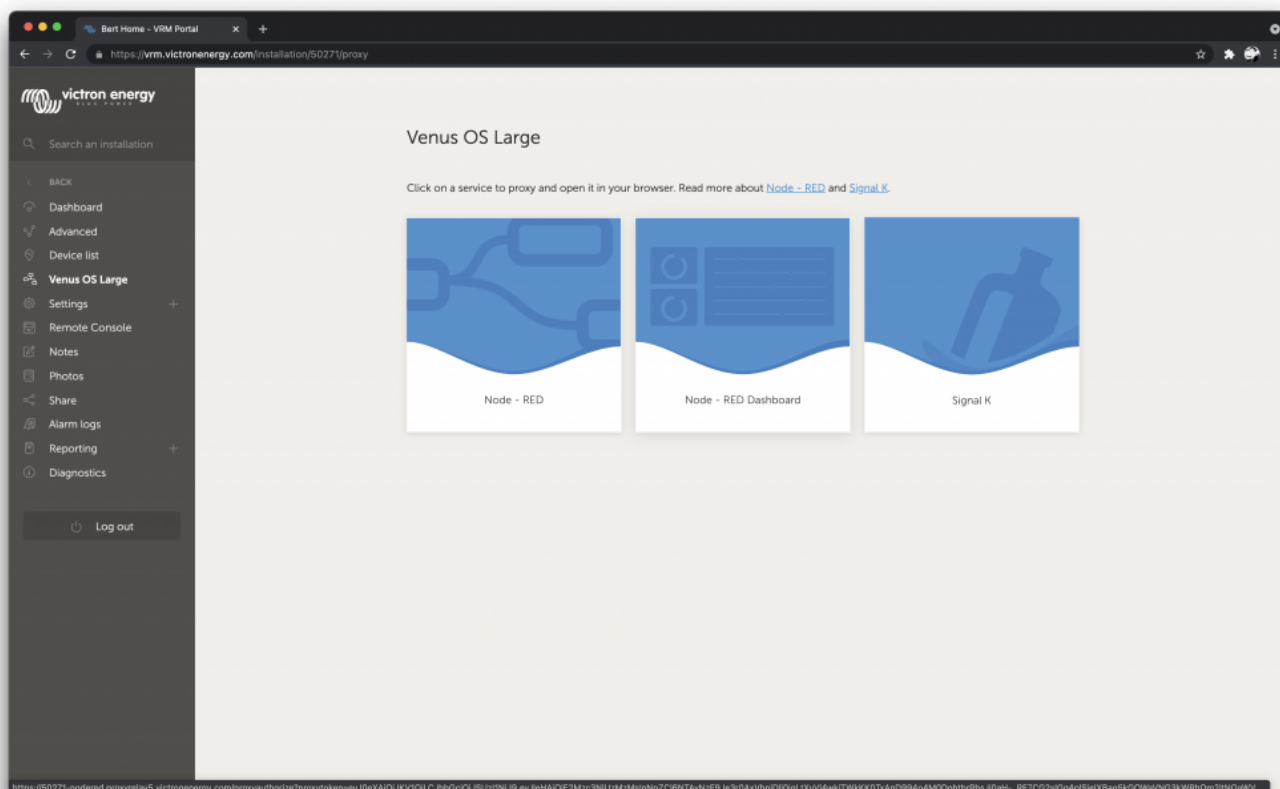 Bert Home - VRM Portal
https://vrm.victronenergy.com/installation/50271/proxy
victron energy
BLUE POWER
Search an installation
BACK
Dashboard
Advanced
Device list
Venus OS Large
Settings
Remote Console
Notes
Photos
Share
Alarm logs
Reporting
Diagnostics
Log out
Venus OS Large
Click on a service to proxy and open it in your browser. Read more about Node - RED and Signal K.
Node - RED
Node - RED Dashboard
Signal K